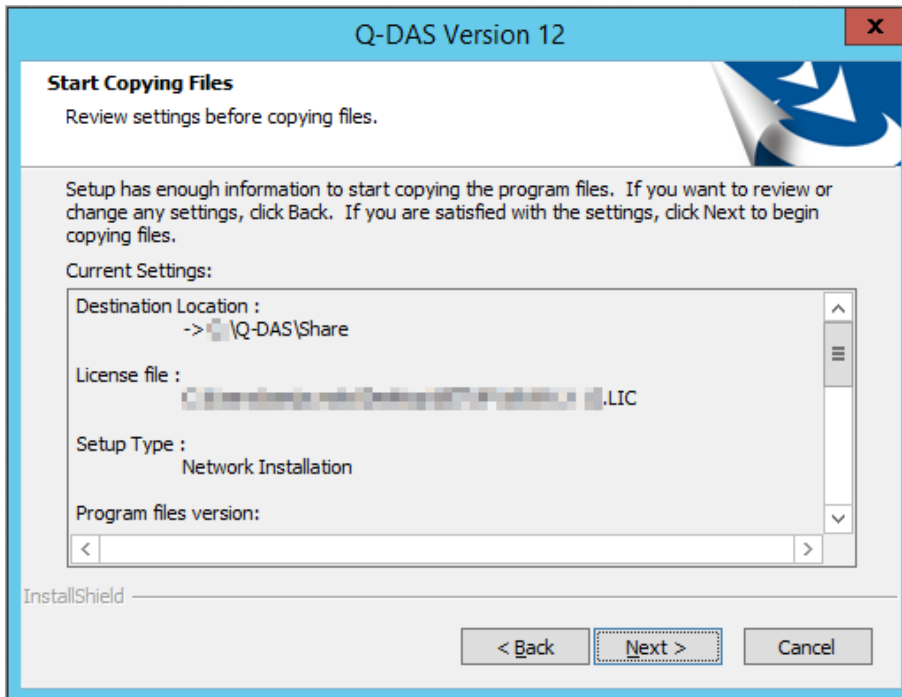 Q-DAS Version 12
Start Copying Files
Review settings before copying files.
Setup has enough information to start copying the program files. If you want to review or
change any settings, click Back. If you are satisfied with the settings, click Next to begin
copying files.
Current Settings:
Destination Location :
-> \Q-DAS\Share
License file :
.LIC
Setup Type :
Network Installation
Program files version:
InstallShield
< Back
Next >
Cancel